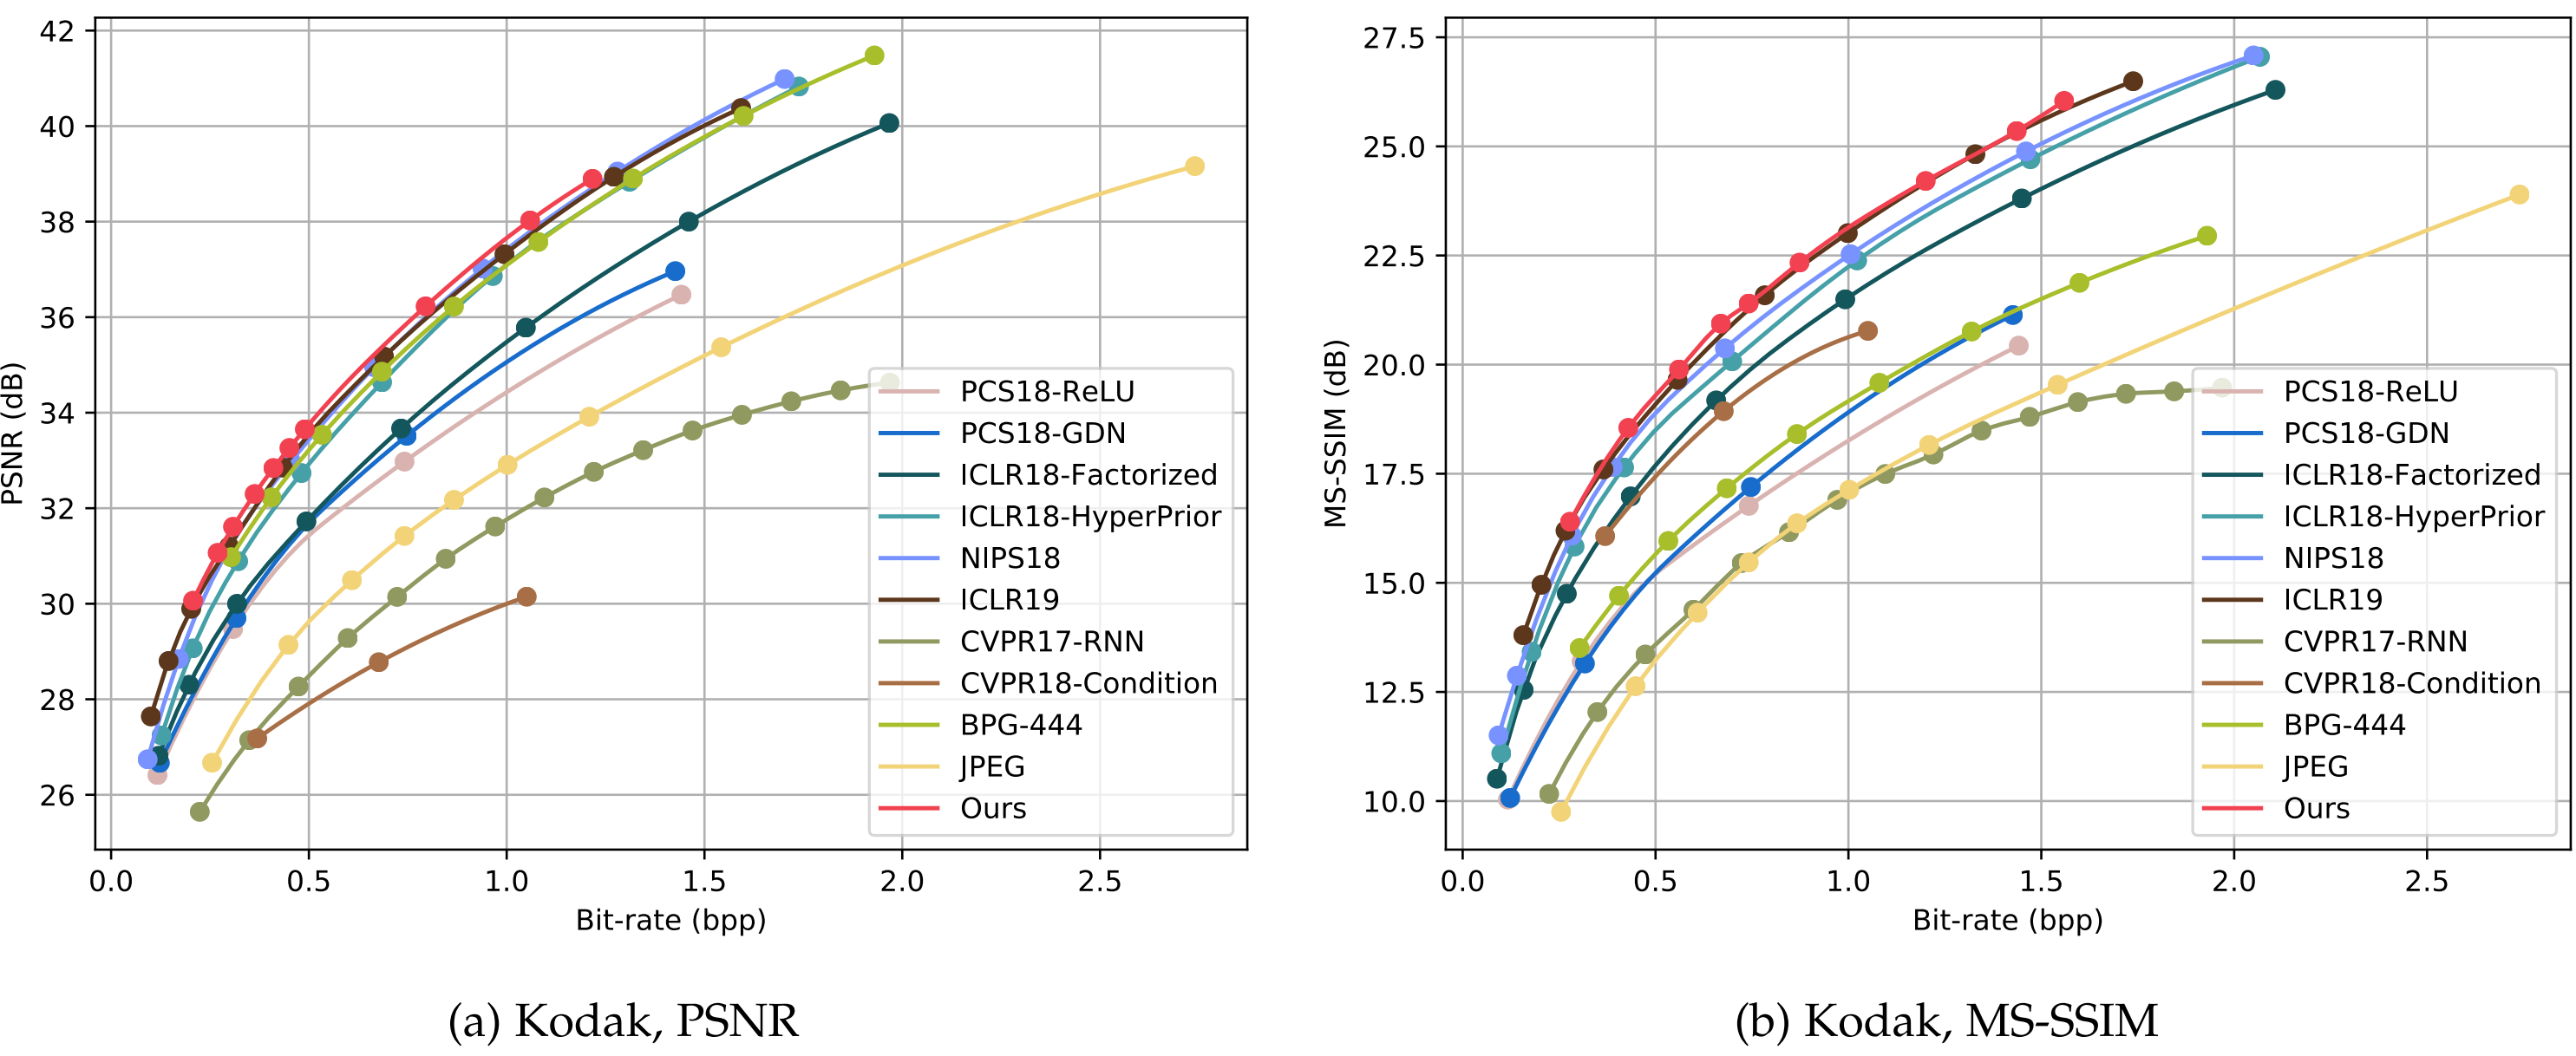 42
40
38
36
34
32
30
28
26
PSNR (dB)
0.0 0.5 1.0 1.5 2.0 2.5
Bit-rate (bpp)
PCS18-ReLU
PCS18-GDN
ICLR18-Factorized
ICLR18-HyperPrior
NIPS18
ICLR19
CVPR17-RNN
CVPR18-Condition
BPG-444
JPEG
Ours
(a) Kodak, PSNR
27.5
25.0
22.5
20.0
17.5
15.0
12.5
10.0
MS-SSIM (dB)
0.0 0.5 1.0 1.5 2.0 2.5
Bit-rate (bpp)
PCS18-ReLU
PCS18-GDN
ICLR18-Factorized
ICLR18-HyperPrior
NIPS18
ICLR19
CVPR17-RNN
CVPR18-Condition
BPG-444
JPEG
Ours
(b) Kodak, MS-SSIM